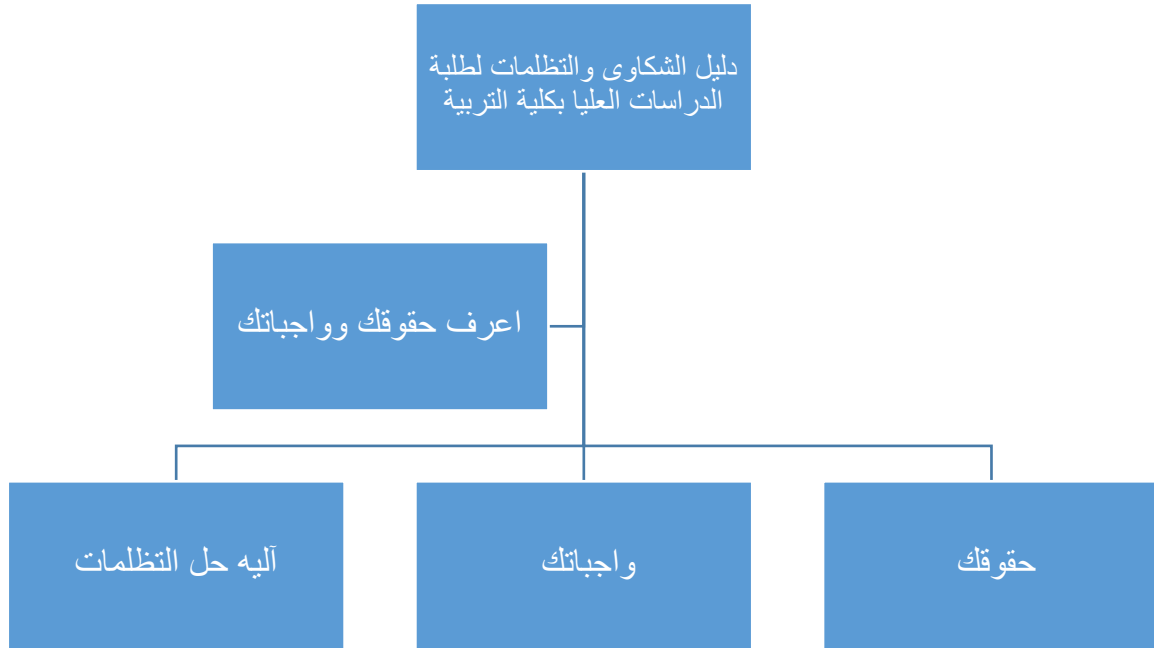 دليل الشكاوى والتظلمات لطلبة
الدراسات العليا بكلية التربية
اعرف حقوقك وواجباتك
حقوقك
واجباتك
آليه حل التظلمات